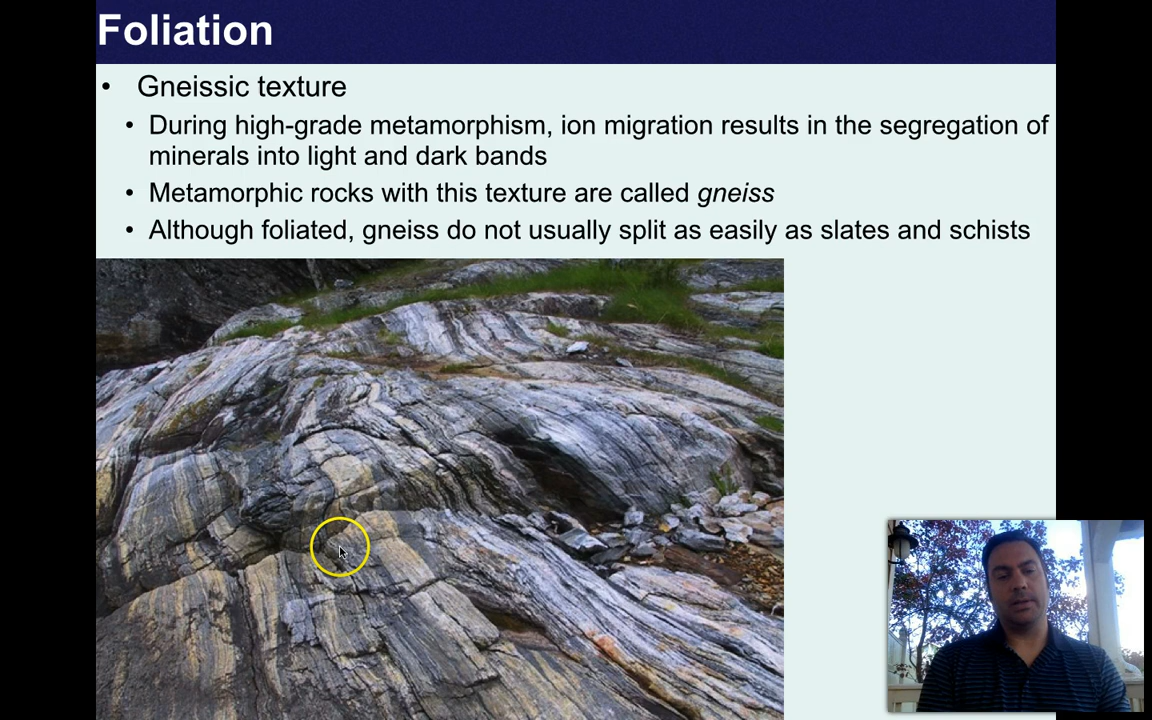 Foliation
• Gneissic texture
• During high-grade metamorphism, ion migration results in the segregation of
minerals into light and dark bands
• Metamorphic rocks with this texture are called gneiss
• Although foliated, gneiss do not usually split as easily as slates and schists